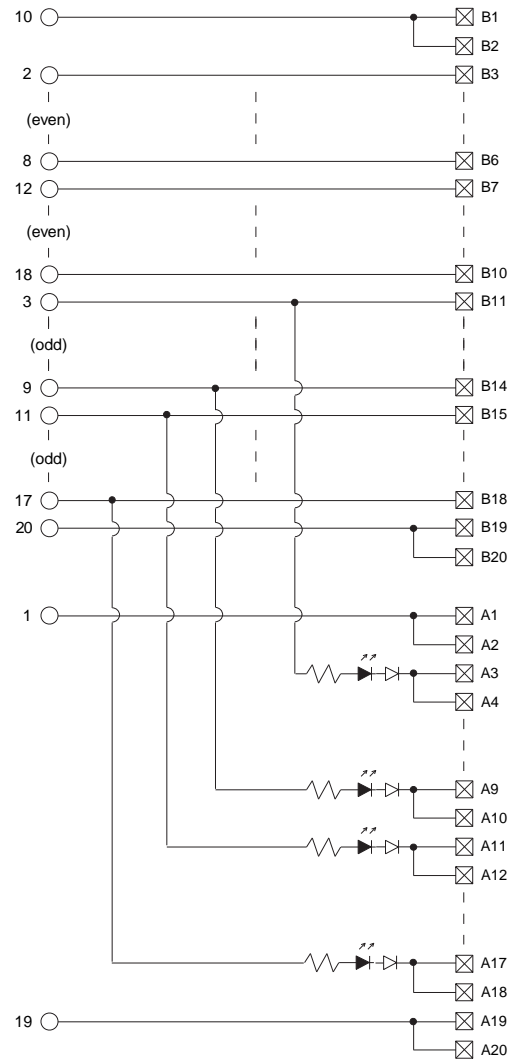 10 B1
B2
2 B3
(even)
8 B6
12 B7
(even)
18 B10
3 B11
(odd)
9 B14
11 B15
(odd)
17 B18
20 B19
B20
1 A1
A2
A3
A4
A9
A10
A11
A12
A17
A18
19 A19
A20